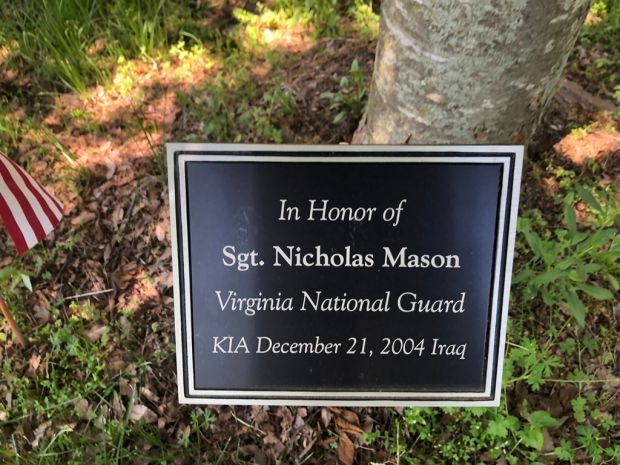 In Honor of
Sgt. Nicholas Mason
Virginia National Guard
KIA December 21, 2004 Iraq